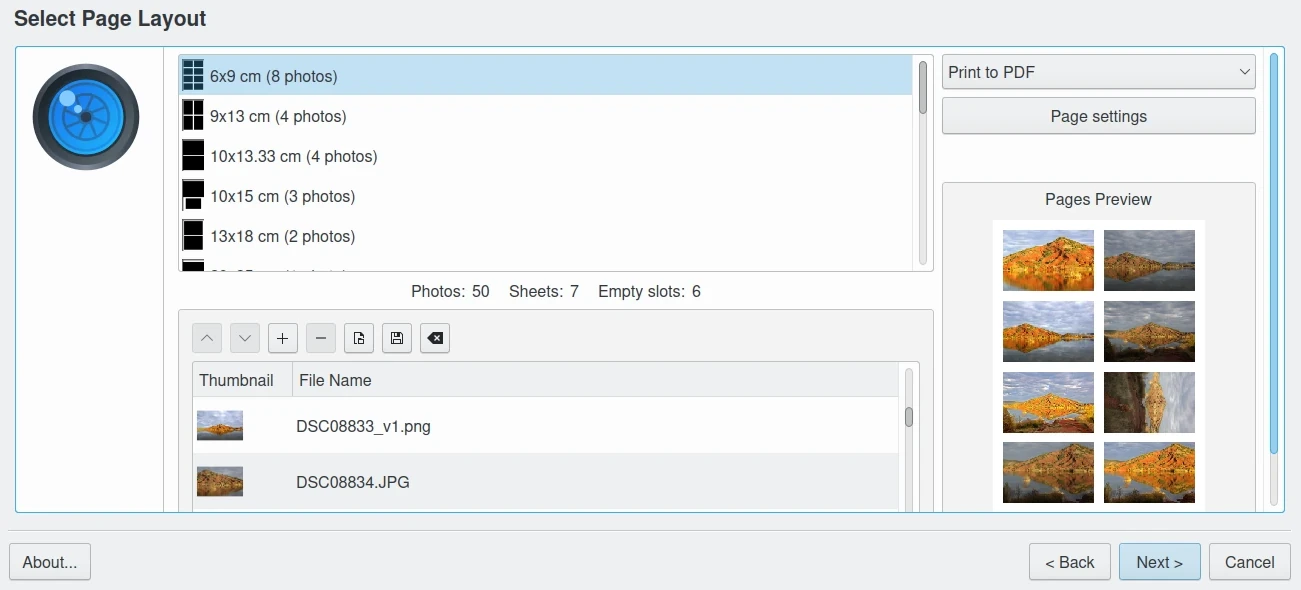 Select Page Layout
6x9 cm (8 photos)
9x13 cm (4 photos)
10x13.33 cm (4 photos)
10x15 cm (3 photos)
13x18 cm (2 photos)
Photos: 50 Sheets: 7 Empty slots: 6
Thumbnail File Name
DSC08833_v1.png
DSC08834.JPG
Print to PDF
Page settings
Pages Preview
About...
< Back
Next >
Cancel